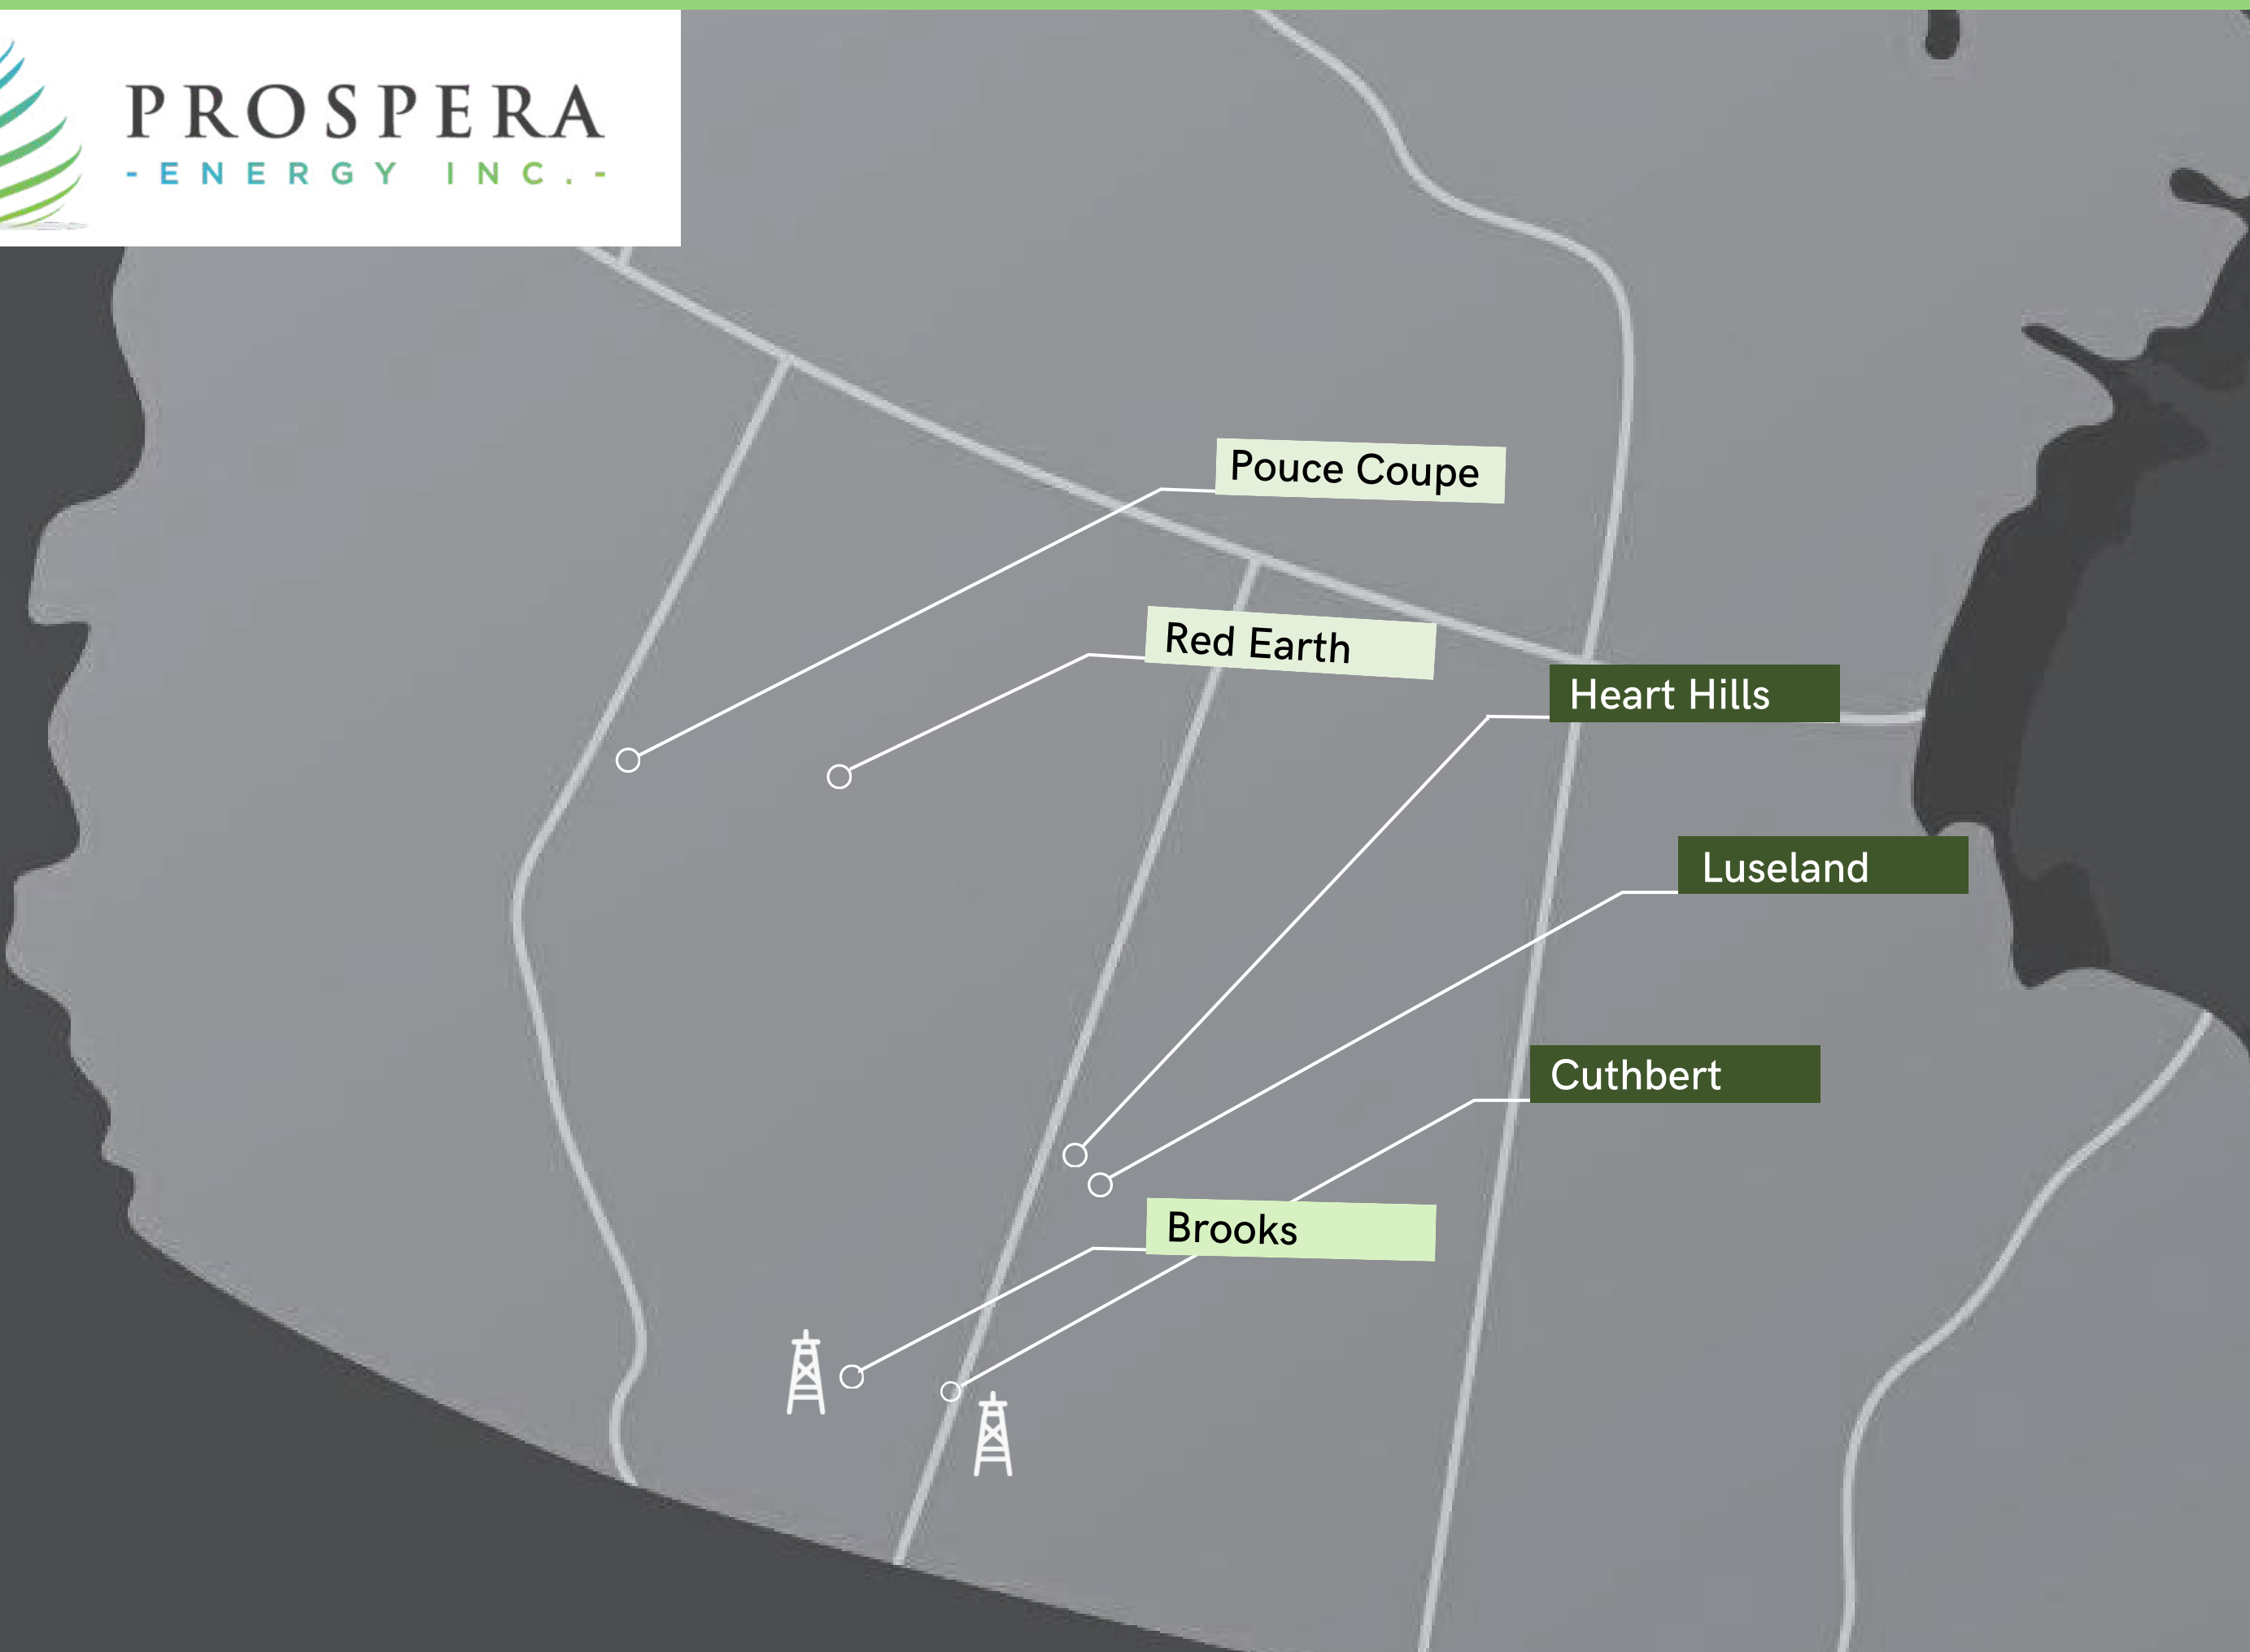 PROSPERA
-ENERGY INC.-
Pouce Coupe
Red Earth
Heart Hills
Luseland
Cuthbert
Brooks